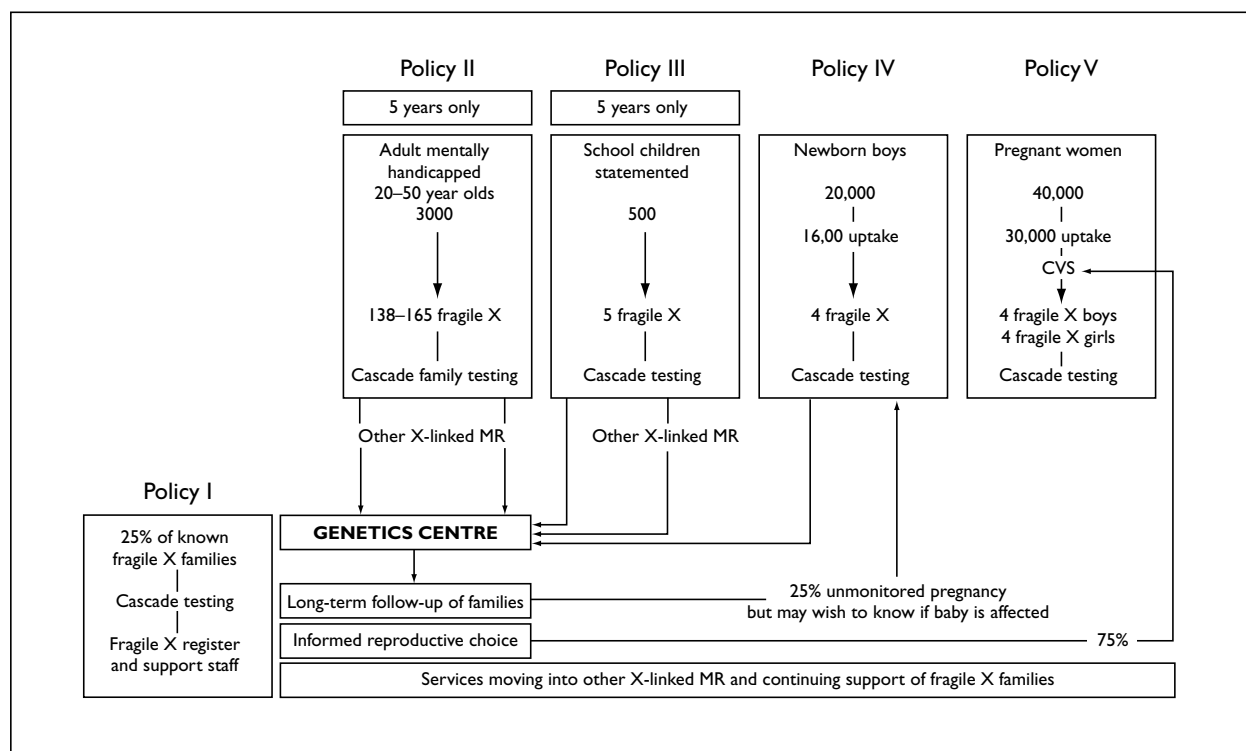 Policy II
5 years only
Adult mentally
handicapped
20–50 year olds
3000
138–165 fragile X
Cascade family testing
Policy III
5 years only
School children
statemented
500
5 fragile X
Cascade testing
Policy IV
Newborn boys
20,000
16,00 uptake
4 fragile X
Cascade testing
Policy V
Pregnant women
40,000
30,000 uptake
CVS
4 fragile X boys
4 fragile X girls
Cascade testing
Other X-linked MR
Other X-linked MR
Policy I
25% of known
fragile X families
Cascade testing
Fragile X register
and support staff
GENETICS CENTRE
Long-term follow-up of families
25% unmonitored pregnancy
but may wish to know if baby is affected
Informed reproductive choice
75%
Services moving into other X-linked MR and continuing support of fragile X families